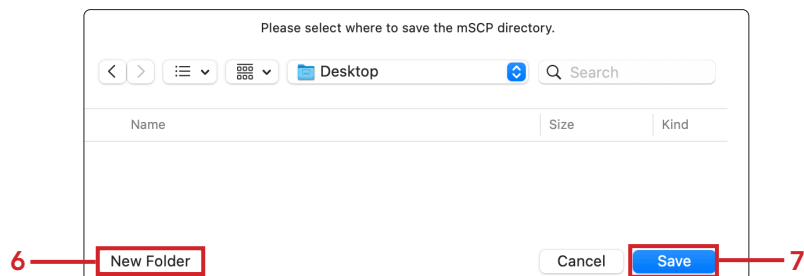 Please select where to save the mSCP directory.
Desktop
Search
Name Size Kind
6 New Folder Cancel Save 7